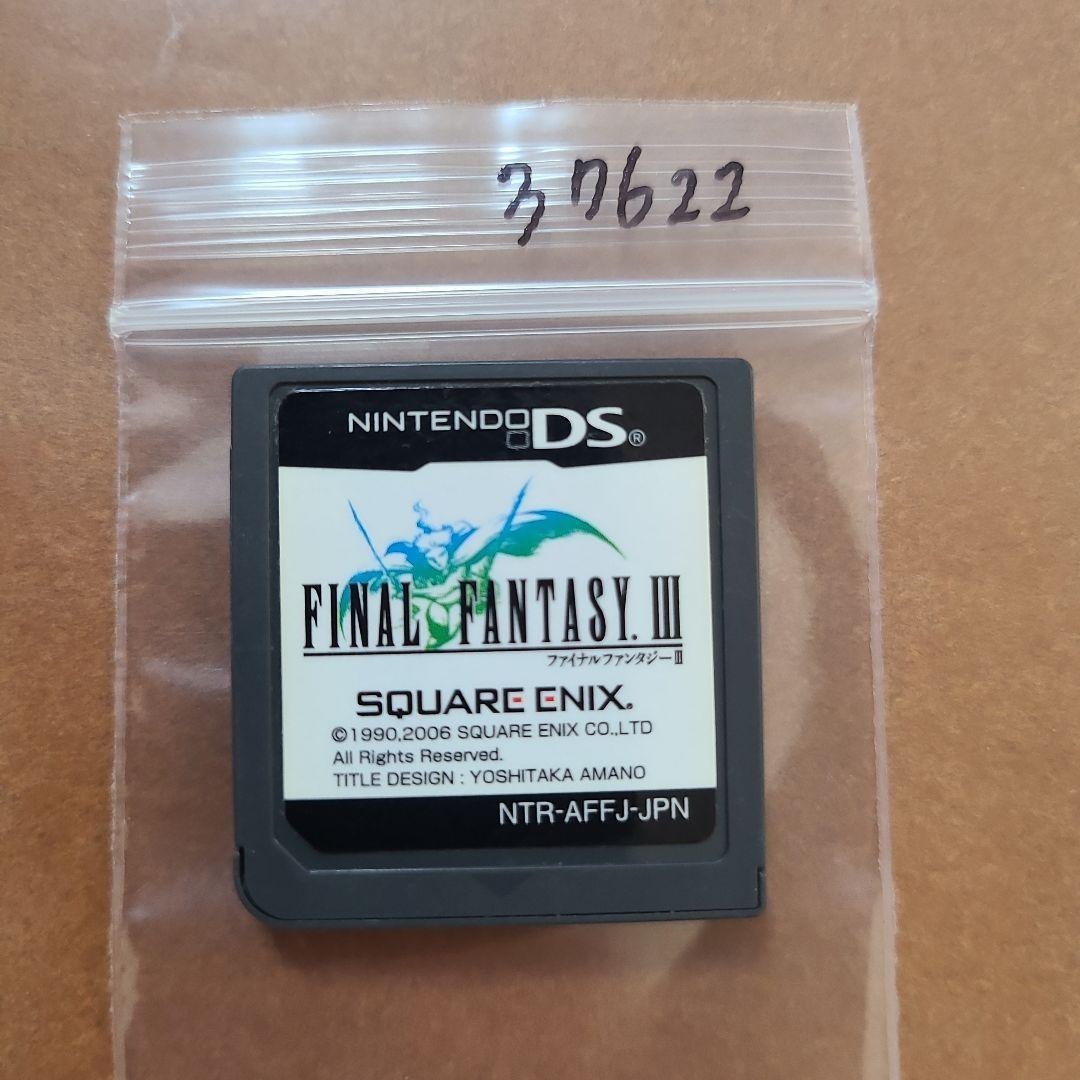 37622
NINTENDO DS®
FINAL FANTASY. III
ファイナルファンタジーIII
SQUARE ENIX.
©1990,2006 SQUARE ENIX CO.,LTD
All Rights Reserved.
TITLE DESIGN : YOSHITAKA AMANO
NTR-AFFJ-JPN